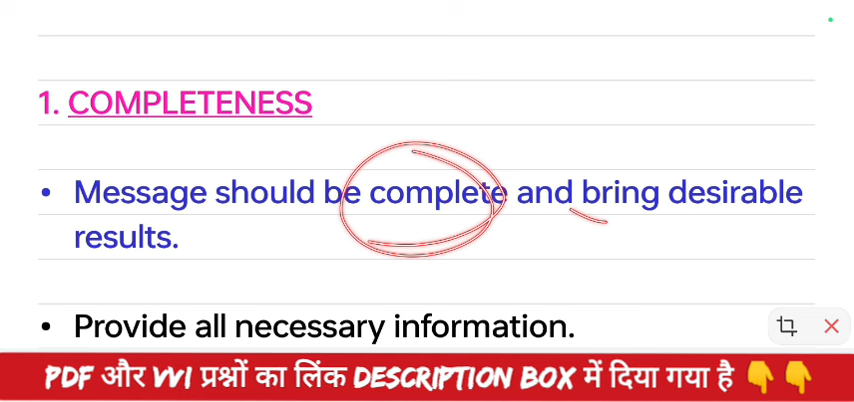 1. COMPLETENESS
• Message should be complete and bring desirable
results.
• Provide all necessary information.
PDF और VVI प्रश्नों का लिंक DESCRIPTION BOX में दिया गया है 👇👇